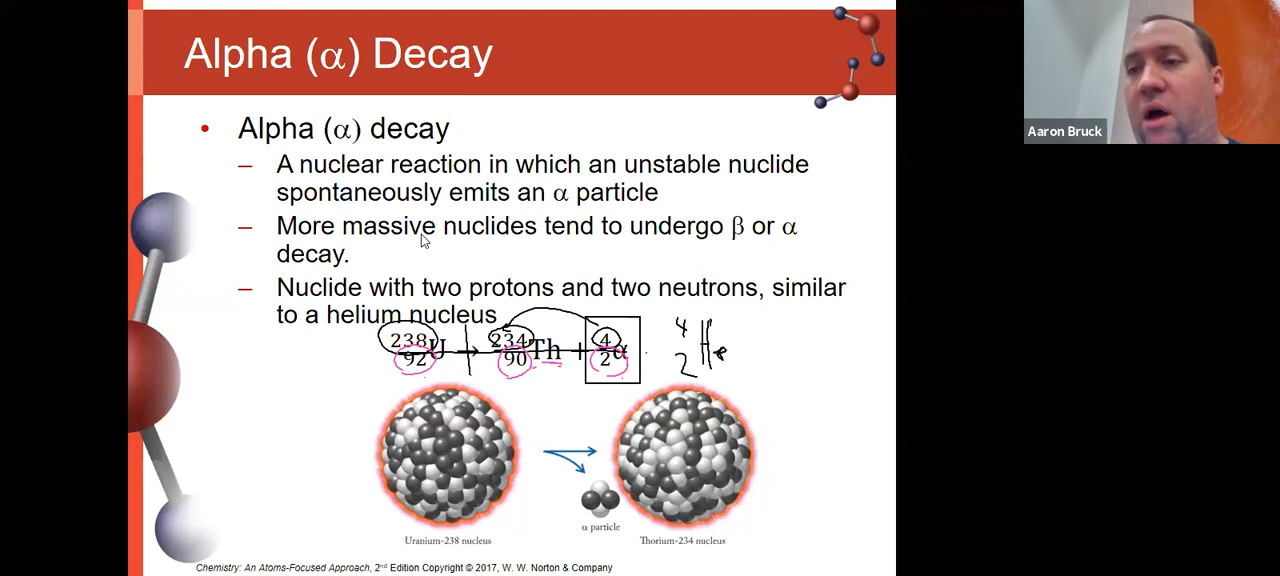 Alpha (α) Decay
Aaron Bruck
• Alpha (α) decay
– A nuclear reaction in which an unstable nuclide
spontaneously emits an α particle
– More massive nuclides tend to undergo β or α
decay.
– Nuclide with two protons and two neutrons, similar
to a helium nucleus
238 234 4 4
U → Th + α He
92 90 2 2
α particle
Uranium-238 nucleus Thorium-234 nucleus
Chemistry: An Atoms-Focused Approach, 2nd Edition Copyright © 2017, W. W. Norton & Company